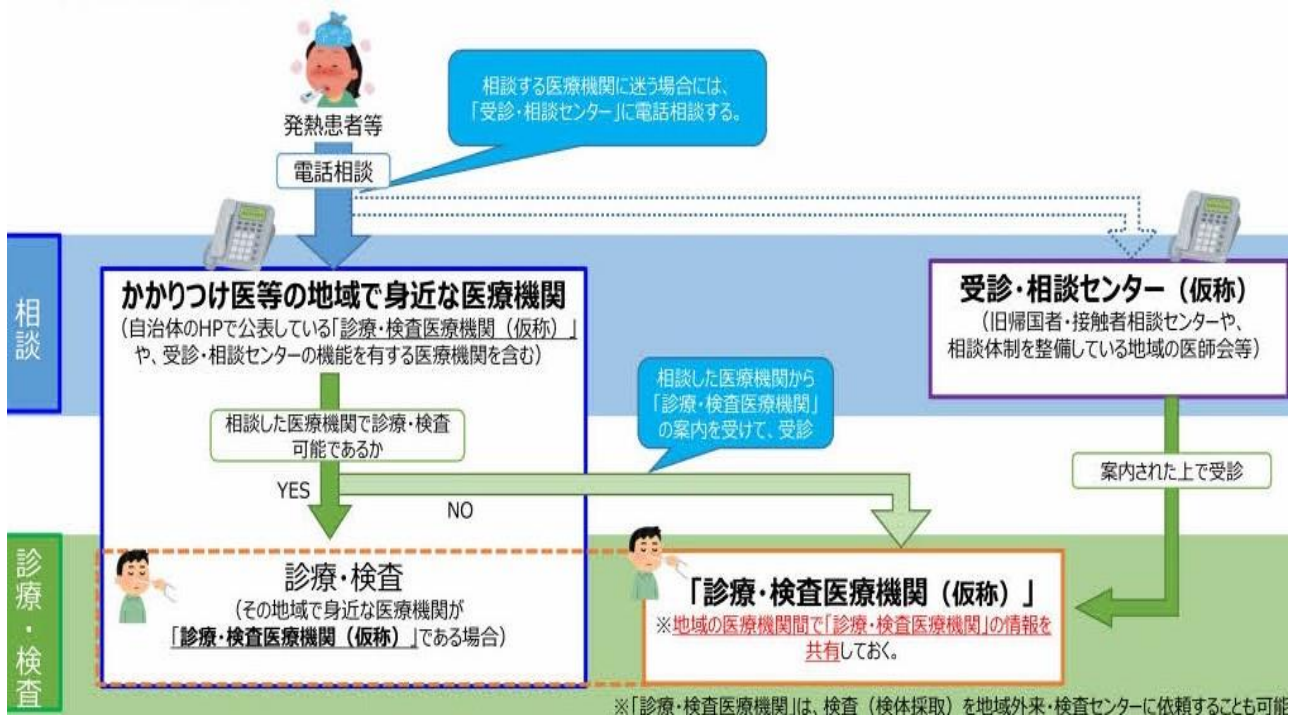 発熱患者等
電話相談
相談する医療機関に迷う場合には、
「受診・相談センター」に電話相談する。
相談
かかりつけ医等の地域で身近な医療機関
(自治体のHPで公表している「診療・検査医療機関（仮称）」
や、受診・相談センターの機能を有する医療機関を含む)
受診・相談センター（仮称）
(旧帰国者・接触者相談センターや、
相談体制を整備している地域の医師会等)
相談した医療機関で診療・検査
可能であるか
相談した医療機関から
「診療・検査医療機関」
の案内を受けて、受診
案内された上で受診
YES
NO
診療・検査
診療・検査
(その地域で身近な医療機関が
「診療・検査医療機関（仮称）」である場合)
「診療・検査医療機関（仮称）」
※地域の医療機関間で「診療・検査医療機関」の情報を
共有しておく。
※「診療・検査医療機関」は、検査（検体採取）を地域外来・検査センターに依頼することも可能